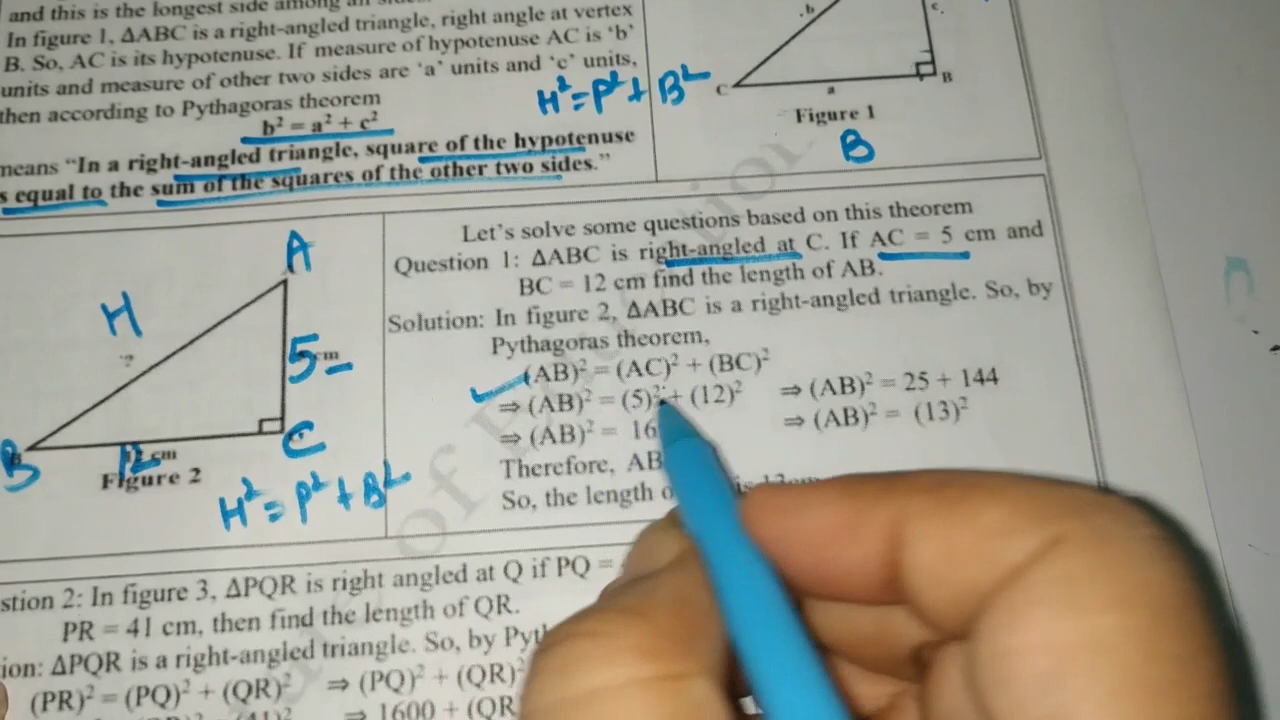 and this is the longest side among
In figure 1, ΔABC is a right-angled triangle, right angle at vertex
B. So, AC is its hypotenuse. If measure of hypotenuse AC is ‘b’
units and measure of other two sides are ‘a’ units and ‘c’ units,
then according to Pythagoras theorem
b² = a² + c²
means “In a right-angled triangle, square of the hypotenuse
equal to the sum of the squares of the other two sides.”
H² = P² + B²
b
c
C
a
B
Figure 1
B
A
H
?
5 cm
B
12 cm
C
Figure 2
H² = P² + B²
Let’s solve some questions based on this theorem
Question 1: ΔABC is right-angled at C. If AC = 5 cm and
BC = 12 cm find the length of AB.
Solution: In figure 2, ΔABC is a right-angled triangle. So, by
Pythagoras theorem,
(AB)² = (AC)² + (BC)²
⇒ (AB)² = (5)² + (12)² ⇒ (AB)² = 25 + 144
⇒ (AB)² = 16 ⇒ (AB)² = (13)²
Therefore, AB
So, the length
2: In figure 3, ΔPQR is right angled at Q if PQ =
PR = 41 cm, then find the length of QR.
ΔPQR is a right-angled triangle. So, by
(PR)² = (PQ)² + (QR)² ⇒ (PQ)² + (QR)²
⇒ 1600 + (QR